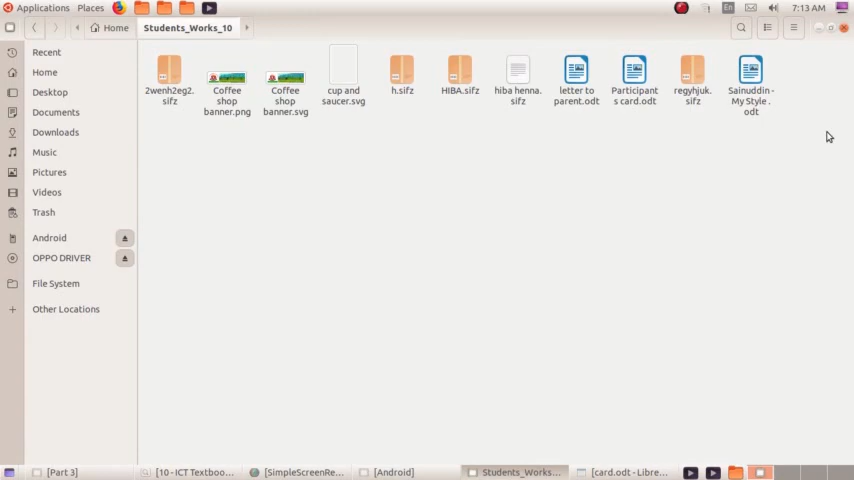 Applications Places En 7:13 AM
Home Students_Works_10
Recent
Home
Desktop
Documents
Downloads
Music
Pictures
Videos
Trash
Android
OPPO DRIVER
File System
Other Locations
2wenh2eg2.
sifz
Coffee
shop
banner.png
Coffee
shop
banner.svg
cup and
saucer.svg
h.sifz
HIBA.sifz
hiba henna.
sifz
letter to
parent.odt
Participant
s card.odt
regyhjuk.
sifz
Sainuddin -
My Style .
odt
[Part 3] [10 - ICT Textboo... [SimpleScreenRe... [Android] Students_Works... [card.odt - Libre...